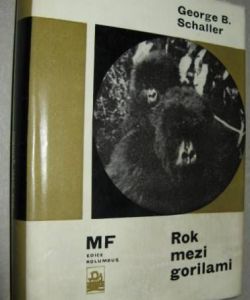 George B.
Schaller
MF
EDICE
KOLUMBUS
Rok
mezi
gorilami